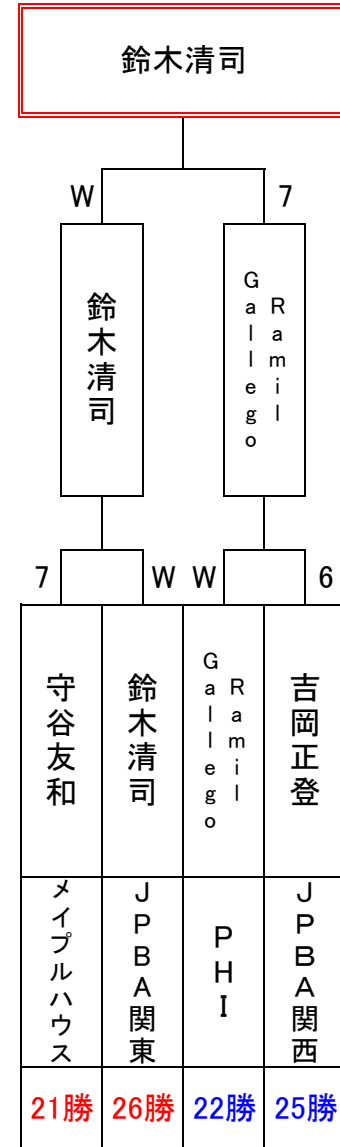 鈴木清司
W 7
鈴木清司
Ramil
Gallego
7 W W 6
守谷友和
鈴木清司
Ramil
Gallego
吉岡正登
メイプルハウス
JPBA関東
PHI
JPBA関西
21勝 26勝 22勝 25勝